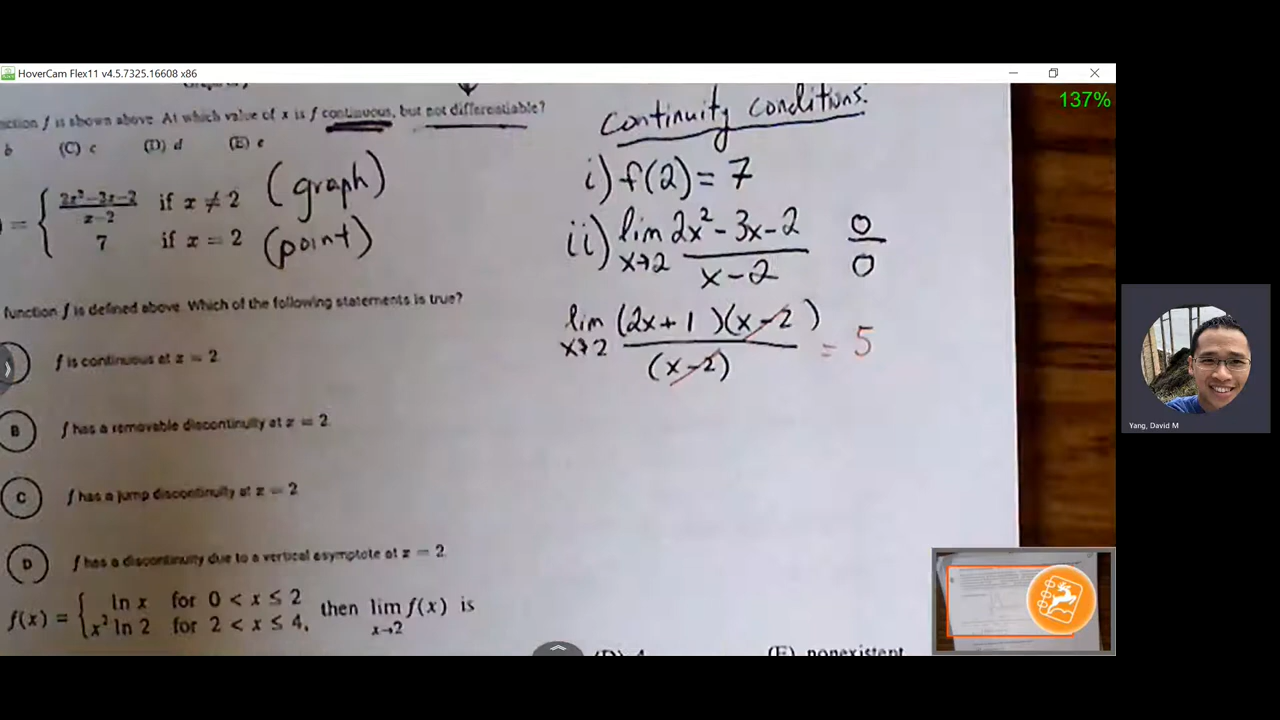 HoverCam Flex11 v4.5.7325.16608 x86
137%
f is shown above. At which value of x is f continuous, but not differentiable?
b (C) c (D) d (E) e
Continuity conditions:
= { 2x² − 3x − 2 / x − 2 if x ≠ 2 (graph)
7 if x = 2 (point)
i) f(2) = 7
ii) lim x→2 2x² − 3x − 2 / x − 2 0/0
lim x→2 (2x + 1)(x − 2) / (x − 2) = 5
function f is defined above. Which of the following statements is true?
f is continuous at x = 2.
B f has a removable discontinuity at x = 2.
C f has a jump discontinuity at x = 2
D f has a discontinuity due to a vertical asymptote at x = 2.
f(x) = { ln x for 0 < x ≤ 2
x² ln 2 for 2 < x ≤ 4, then lim x→2 f(x) is
(D) 4 (E) nonexistent
Yang, David M